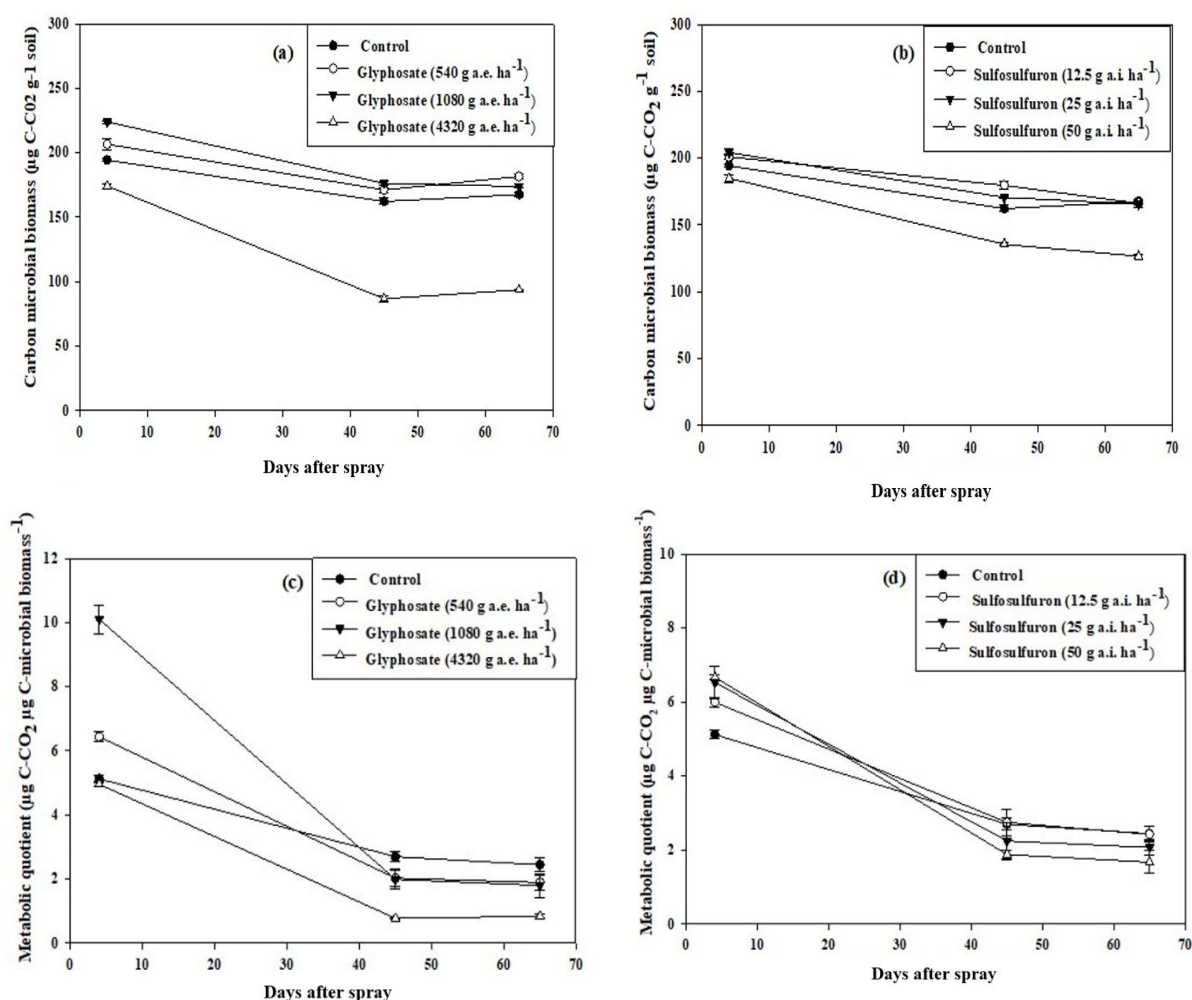 Carbon microbial biomass (µg C-C02 g-1 soil)
300
250
200
150
100
50
0
(a)
Control
Glyphosate (540 g a.e. ha-1)
Glyphosate (1080 g a.e. ha-1)
Glyphosate (4320 g a.e. ha-1)
0 10 20 30 40 50 60 70
Days after spray
Carbon microbial biomass (µg C-CO2 g-1 soil)
300
250
200
150
100
50
0
(b)
Control
Sulfosulfuron (12.5 g a.i. ha-1)
Sulfosulfuron (25 g a.i. ha-1)
Sulfosulfuron (50 g a.i. ha-1)
0 10 20 30 40 50 60 70
Days after spray
Metabolic quotient (µg C-CO2 µg C-microbial biomass-1)
12
10
8
6
4
2
0
(c)
Control
Glyphosate (540 g a.e. ha-1)
Glyphosate (1080 g a.e. ha-1)
Glyphosate (4320 g a.e. ha-1)
0 10 20 30 40 50 60 70
Days after spray
Metabolic quotient (µg C-CO2 µg C-microbial biomass-1)
10
8
6
4
2
0
(d)
Control
Sulfosulfuron (12.5 g a.i. ha-1)
Sulfosulfuron (25 g a.i. ha-1)
Sulfosulfuron (50 g a.i. ha-1)
0 10 20 30 40 50 60 70
Days after spray